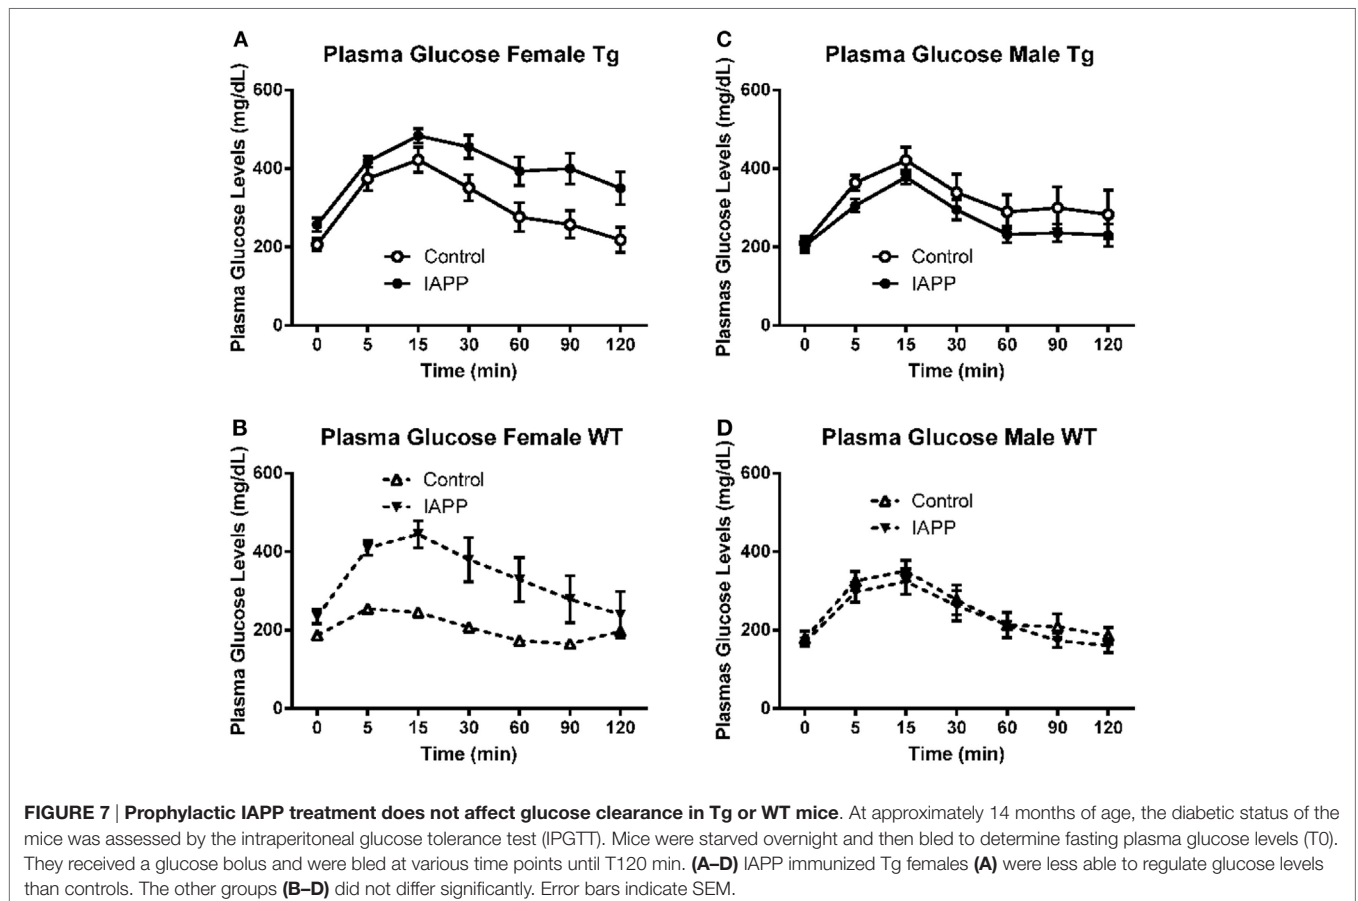 A
Plasma Glucose Female Tg
Plasma Glucose Levels (mg/dL)
600
400
200
0
Control
IAPP
0 5 15 30 60 90 120
Time (min)
C
Plasma Glucose Male Tg
Plasmas Glucose Levels (mg/dL)
600
400
200
0
Control
IAPP
0 5 15 30 60 90 120
Time (min)
B
Plasma Glucose Female WT
Plasma Glucose Levels (mg/dL)
600
400
200
0
Control
IAPP
0 5 15 30 60 90 120
Time (min)
D
Plasma Glucose Male WT
Plasmas Glucose Levels (mg/dL)
600
400
200
0
Control
IAPP
0 5 15 30 60 90 120
Time (min)
FIGURE 7 | Prophylactic IAPP treatment does not affect glucose clearance in Tg or WT mice. At approximately 14 months of age, the diabetic status of the
mice was assessed by the intraperitoneal glucose tolerance test (IPGTT). Mice were starved overnight and then bled to determine fasting plasma glucose levels (T0).
They received a glucose bolus and were bled at various time points until T120 min. (A–D) IAPP immunized Tg females (A) were less able to regulate glucose levels
than controls. The other groups (B–D) did not differ significantly. Error bars indicate SEM.